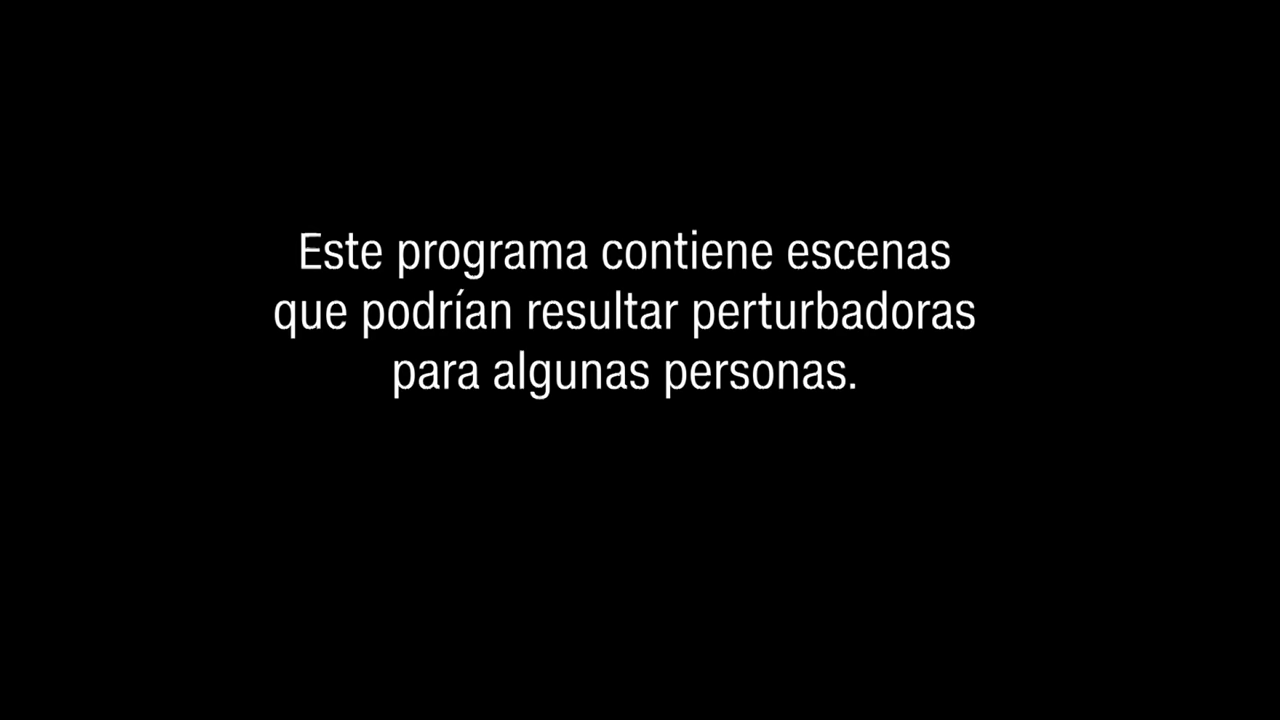 Este programa contiene escenas
que podrían resultar perturbadoras
para algunas personas.